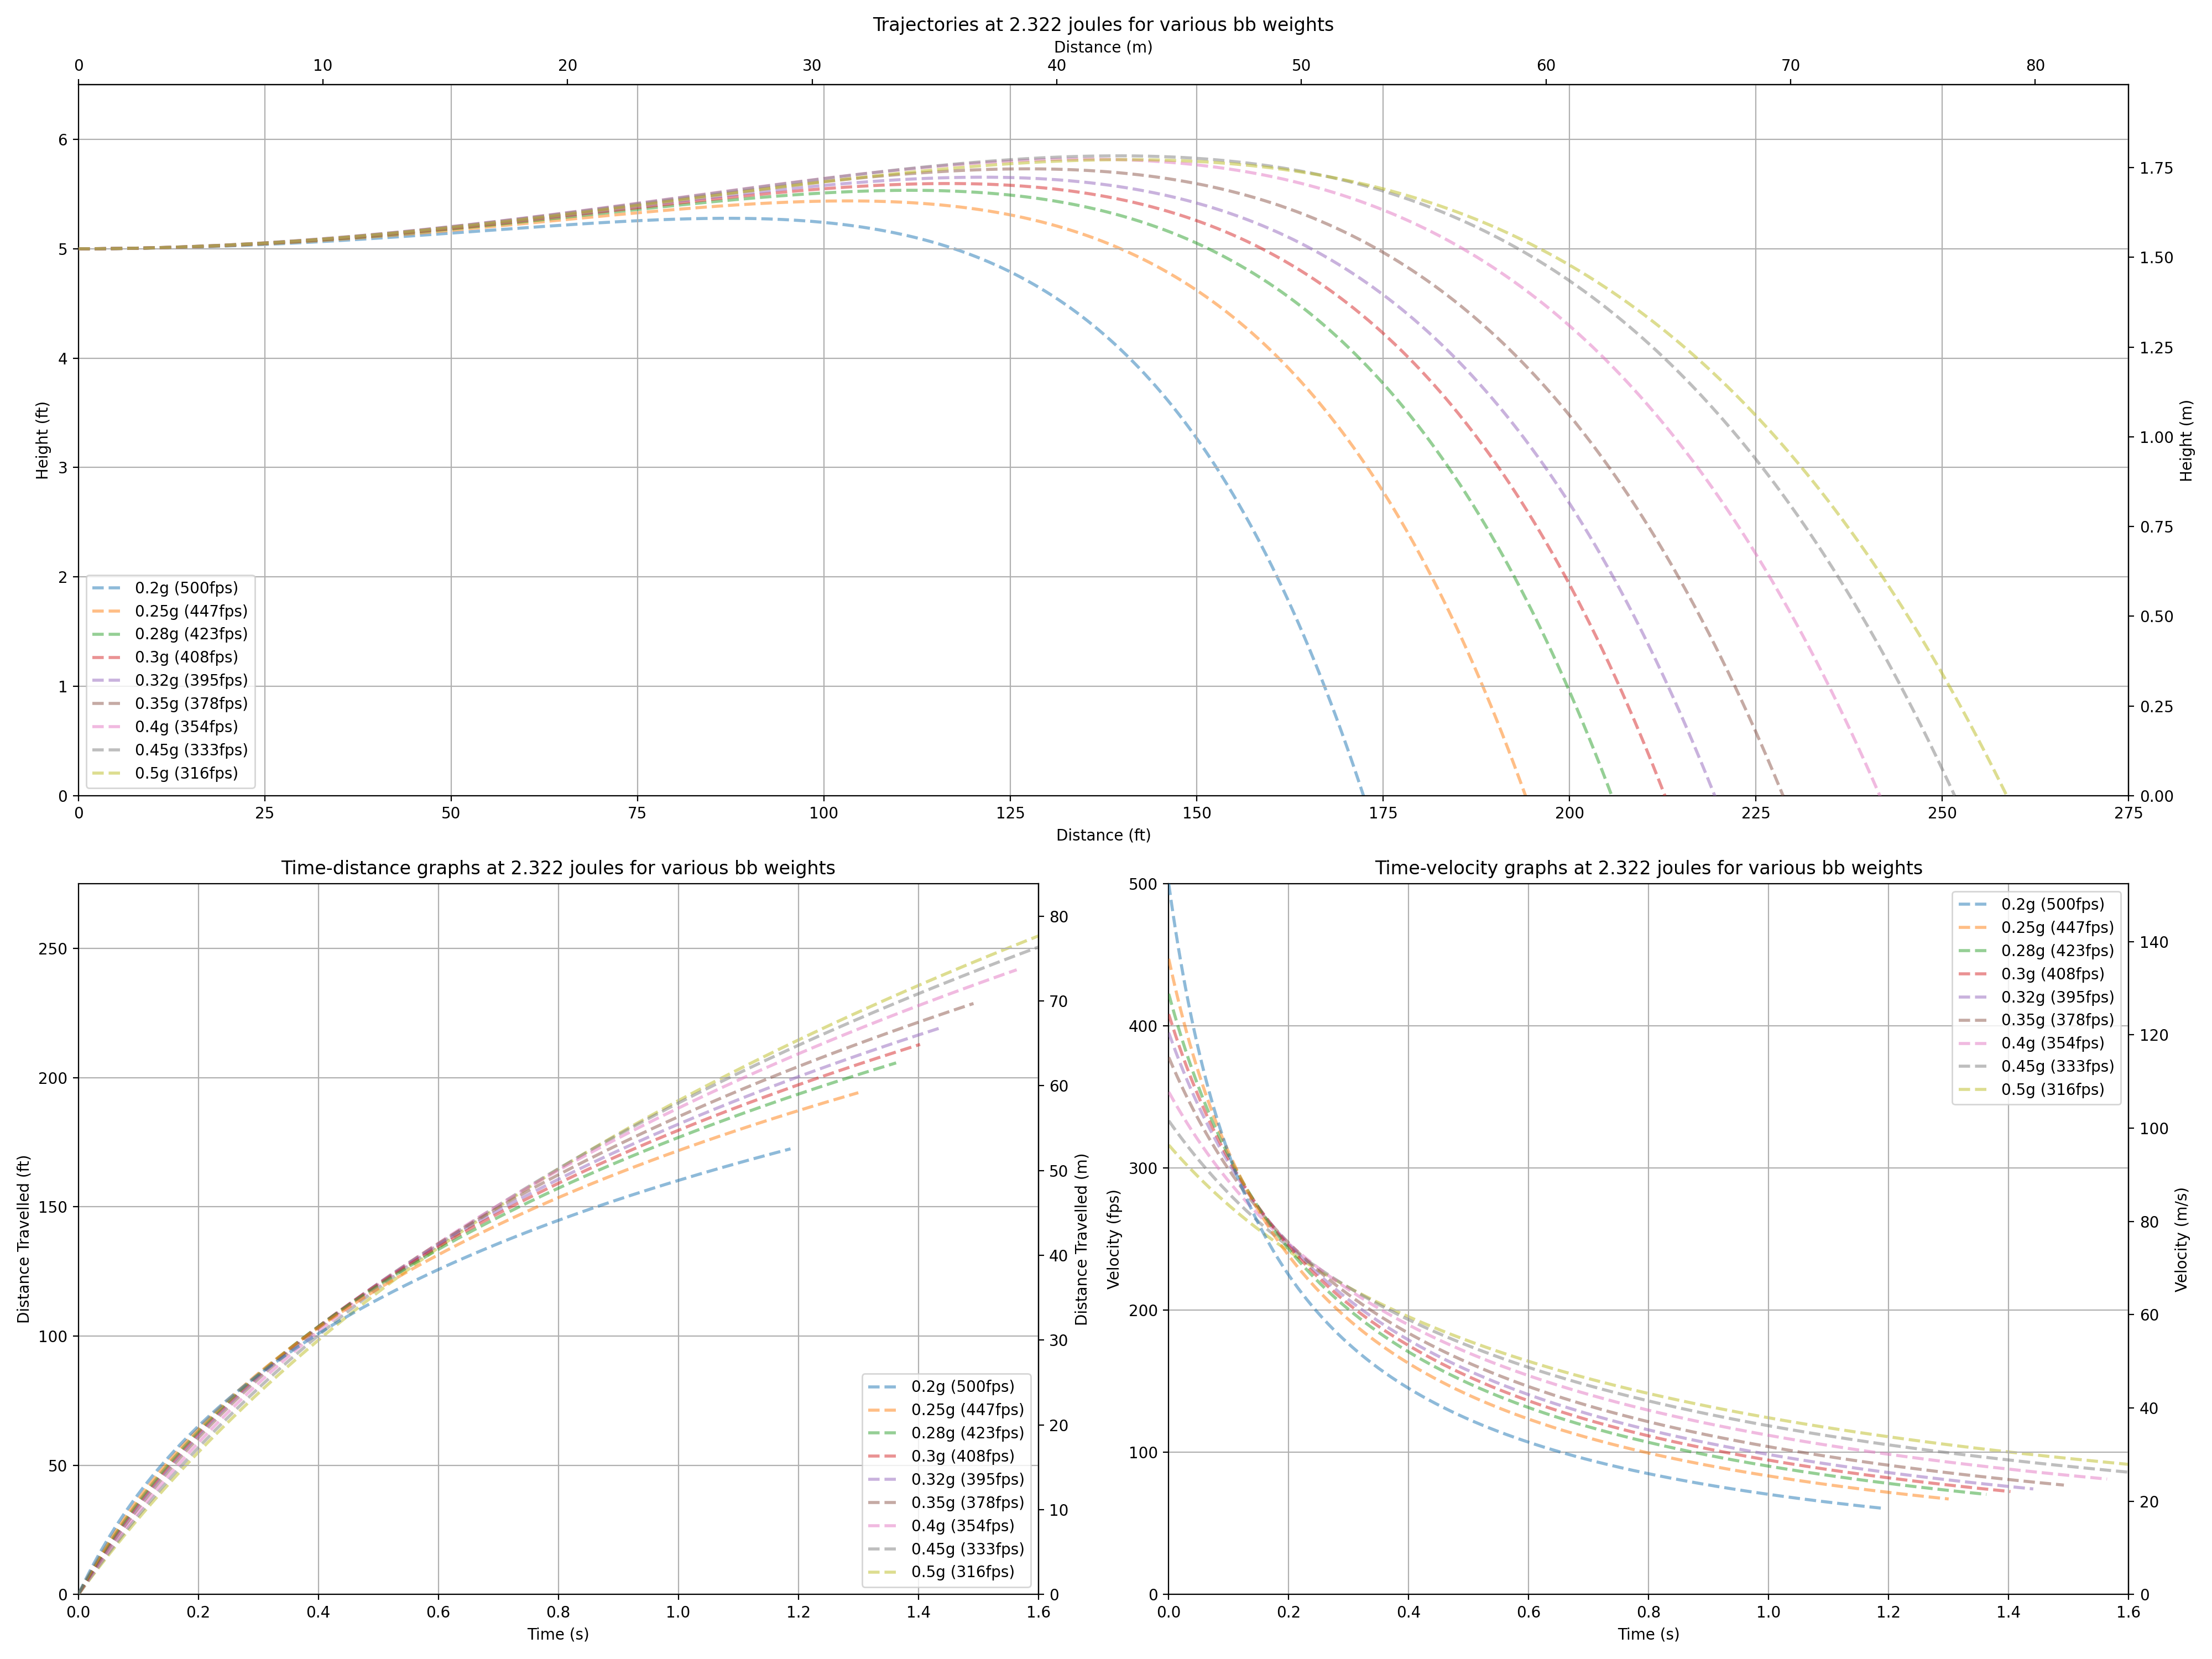 Trajectories at 2.322 joules for various bb weights
Distance (m)
0 10 20 30 40 50 60 70 80
Height (ft)
6
5
4
3
2
1
0
1.75
1.50
1.25
1.00
0.75
0.50
0.25
0.00
Height (m)
0.2g (500fps)
0.25g (447fps)
0.28g (423fps)
0.3g (408fps)
0.32g (395fps)
0.35g (378fps)
0.4g (354fps)
0.45g (333fps)
0.5g (316fps)
0 25 50 75 100 125 150 175 200 225 250 275
Distance (ft)
Time-distance graphs at 2.322 joules for various bb weights
Distance Travelled (ft)
250
200
150
100
50
0
80
70
60
50
40
30
20
10
0
Distance Travelled (m)
0.2g (500fps)
0.25g (447fps)
0.28g (423fps)
0.3g (408fps)
0.32g (395fps)
0.35g (378fps)
0.4g (354fps)
0.45g (333fps)
0.5g (316fps)
0.0 0.2 0.4 0.6 0.8 1.0 1.2 1.4 1.6
Time (s)
Time-velocity graphs at 2.322 joules for various bb weights
Velocity (fps)
500
400
300
200
100
0
140
120
100
80
60
40
20
0
Velocity (m/s)
0.2g (500fps)
0.25g (447fps)
0.28g (423fps)
0.3g (408fps)
0.32g (395fps)
0.35g (378fps)
0.4g (354fps)
0.45g (333fps)
0.5g (316fps)
0.0 0.2 0.4 0.6 0.8 1.0 1.2 1.4 1.6
Time (s)